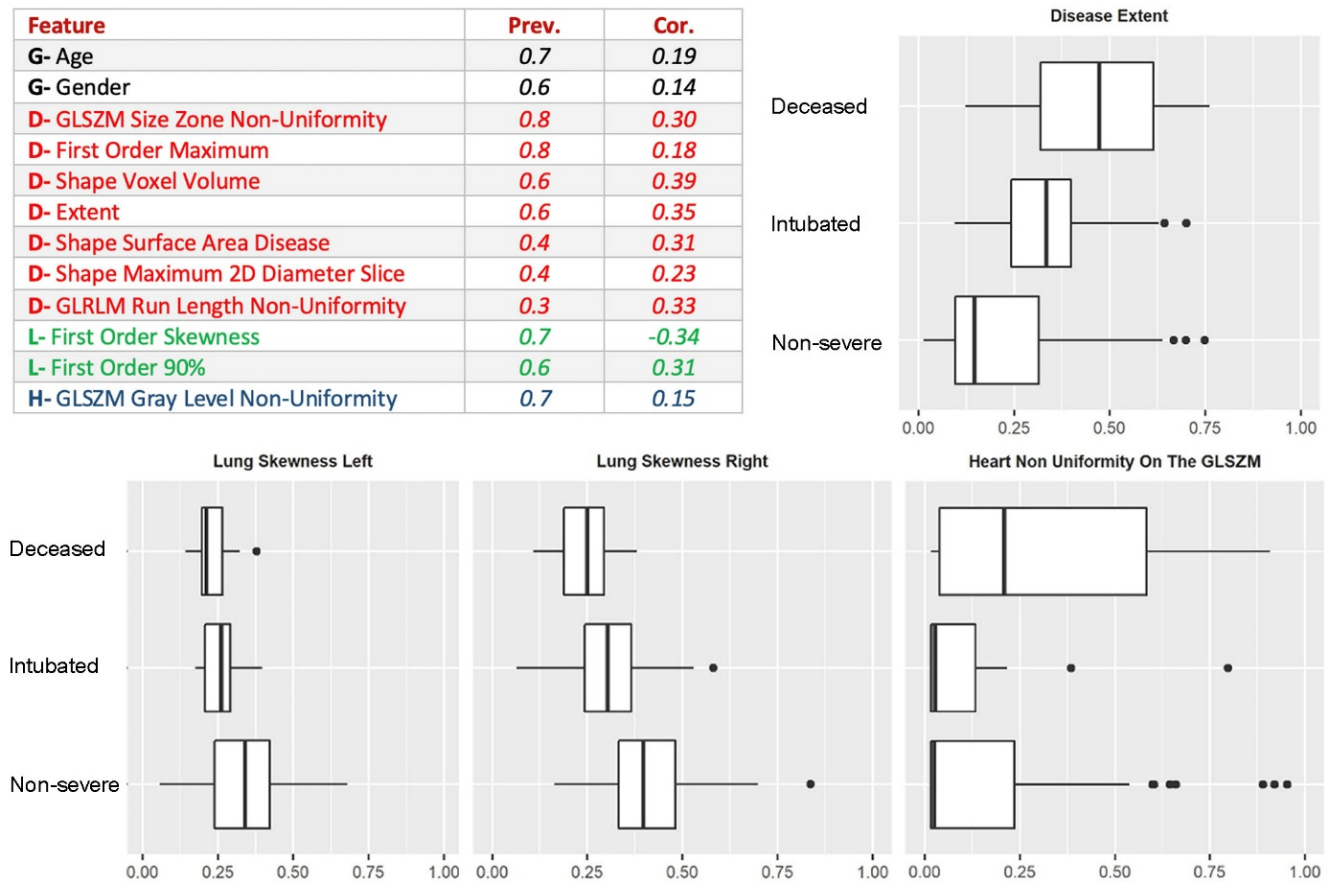 Feature Prev. Cor.
G- Age 0.7 0.19
G- Gender 0.6 0.14
D- GLSZM Size Zone Non-Uniformity 0.8 0.30
D- First Order Maximum 0.8 0.18
D- Shape Voxel Volume 0.6 0.39
D- Extent 0.6 0.35
D- Shape Surface Area Disease 0.4 0.31
D- Shape Maximum 2D Diameter Slice 0.4 0.23
D- GLRLM Run Length Non-Uniformity 0.3 0.33
L- First Order Skewness 0.7 -0.34
L- First Order 90% 0.6 0.31
H- GLSZM Gray Level Non-Uniformity 0.7 0.15
Disease Extent
Deceased
Intubated
Non-severe
0.00 0.25 0.50 0.75 1.00
Lung Skewness Left
Lung Skewness Right
Heart Non Uniformity On The GLSZM
Deceased
Intubated
Non-severe
0.00 0.25 0.50 0.75 1.00
0.00 0.25 0.50 0.75 1.00
0.00 0.25 0.50 0.75 1.00